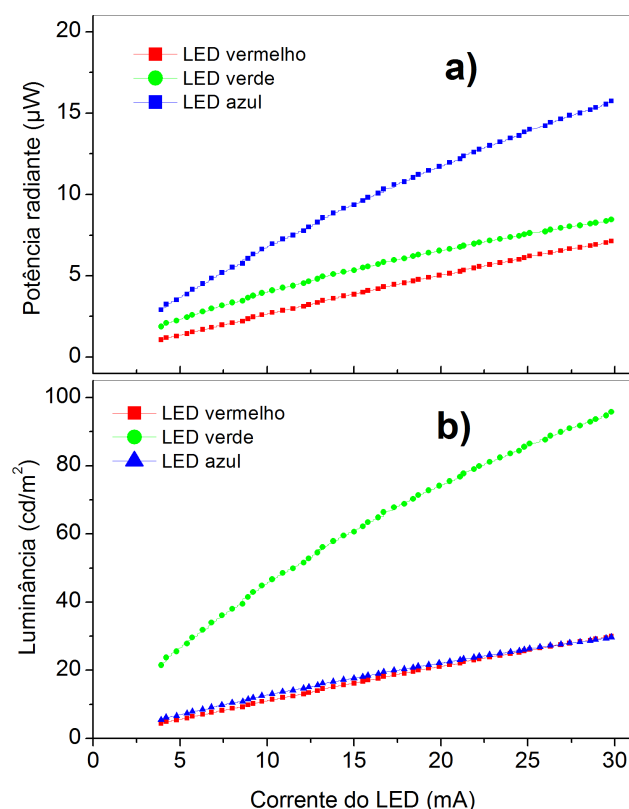 20
15
10
5
0
Potência radiante (µW)
LED vermelho
LED verde
LED azul
a)
100
80
60
40
20
0
Luminância (cd/m²)
LED vermelho
LED verde
LED azul
b)
0 5 10 15 20 25 30
Corrente do LED (mA)